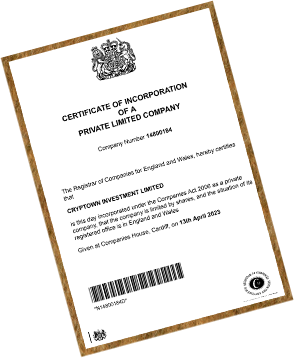 CERTIFICATE OF INCORPORATION
OF A
PRIVATE LIMITED COMPANY
Company Number 14800184
The Registrar of Companies for England and Wales, hereby certifies
that
CRYPTOWN INVESTMENT LIMITED
is this day incorporated under the Companies Act 2006 as a private
company, that the company is limited by shares, and the situation of its
registered office is in England and Wales
Given at Companies House, Cardiff, on 13th April 2023